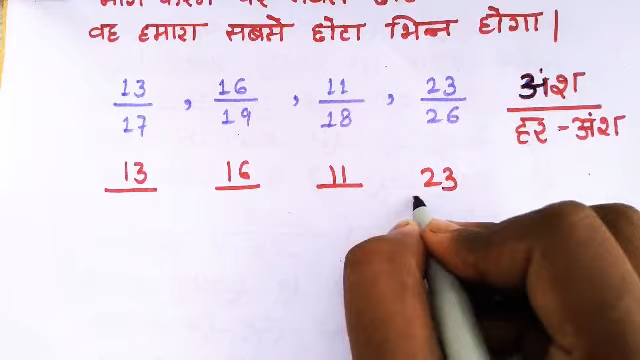 वह हमारा सबसे छोटा भिन्न होगा |
13/17 , 16/19 , 11/18 , 23/26 अंश/हर - अंश
13 16 11 23